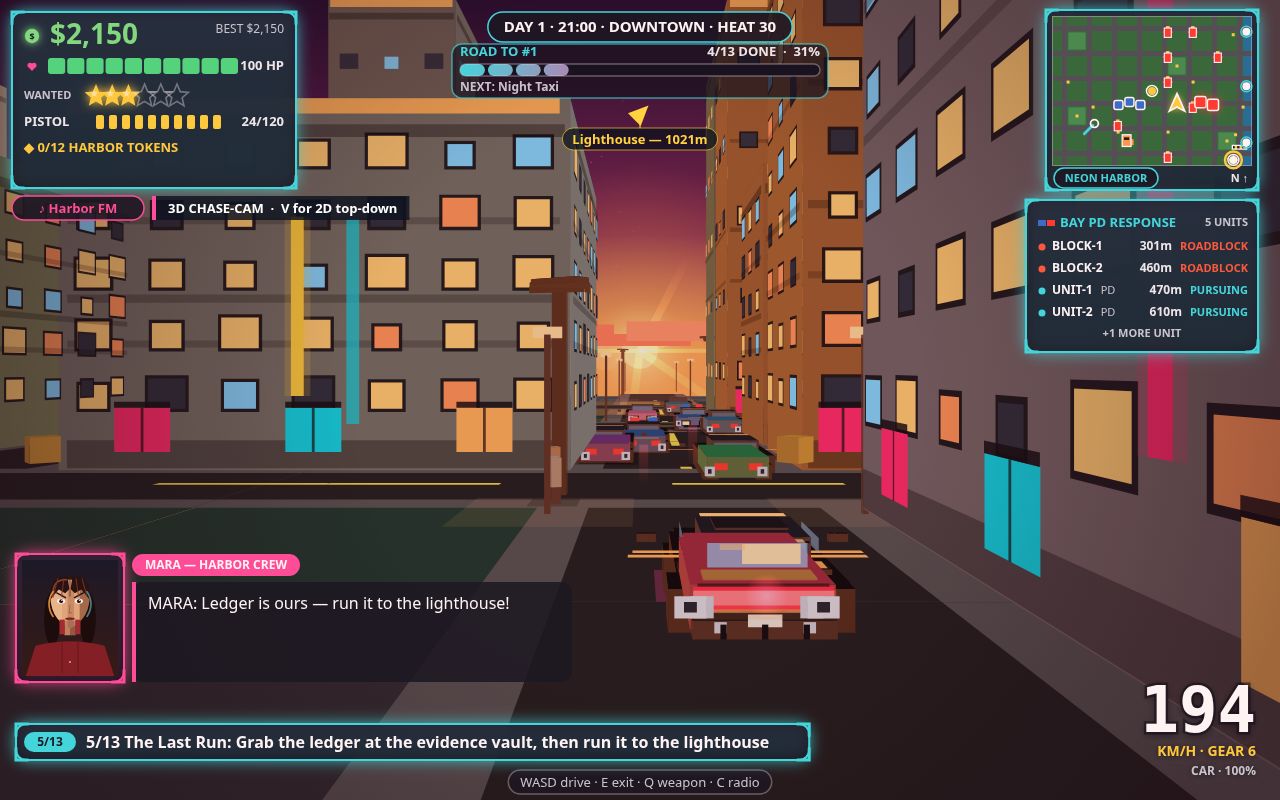 $ $2,150 BEST $2,150
100 HP
WANTED
PISTOL 24/120
◆ 0/12 HARBOR TOKENS
♪ Harbor FM
3D CHASE-CAM · V for 2D top-down
DAY 1 · 21:00 · DOWNTOWN · HEAT 30
ROAD TO #1 4/13 DONE · 31%
NEXT: Night Taxi
Lighthouse — 1021m
NEON HARBOR N ↑
BAY PD RESPONSE 5 UNITS
BLOCK-1 301m ROADBLOCK
BLOCK-2 460m ROADBLOCK
UNIT-1 PD 470m PURSUING
UNIT-2 PD 610m PURSUING
+1 MORE UNIT
MARA — HARBOR CREW
MARA: Ledger is ours — run it to the lighthouse!
5/13 5/13 The Last Run: Grab the ledger at the evidence vault, then run it to the lighthouse
WASD drive · E exit · Q weapon · C radio
194
KM/H · GEAR 6
CAR · 100%